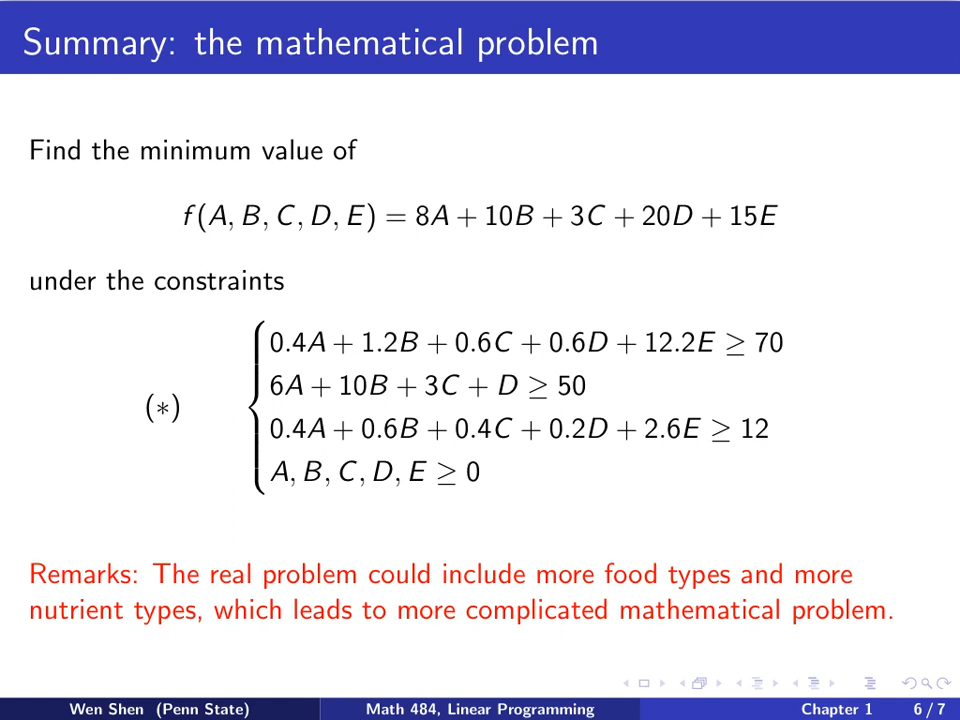 Summary: the mathematical problem
Find the minimum value of
f(A, B, C, D, E) = 8A + 10B + 3C + 20D + 15E
under the constraints
0.4A + 1.2B + 0.6C + 0.6D + 12.2E ≥ 70
6A + 10B + 3C + D ≥ 50
(∗)
0.4A + 0.6B + 0.4C + 0.2D + 2.6E ≥ 12
A, B, C, D, E ≥ 0
Remarks: The real problem could include more food types and more
nutrient types, which leads to more complicated mathematical problem.
Wen Shen (Penn State) Math 484, Linear Programming Chapter 1 6 / 7